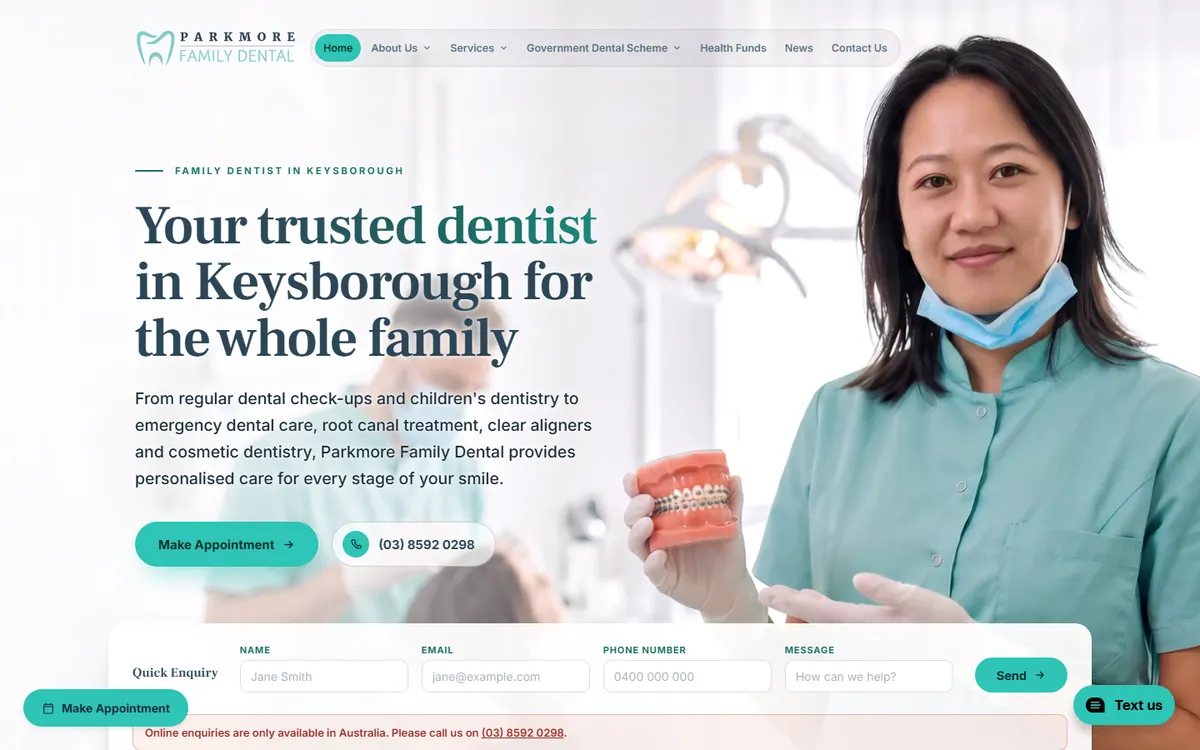 PARKMORE
FAMILY DENTAL
Home
About Us
Services
Government Dental Scheme
Health Funds
News
Contact Us
FAMILY DENTIST IN KEYSBOROUGH
Your trusted dentist
in Keysborough for
the whole family
From regular dental check-ups and children's dentistry to
emergency dental care, root canal treatment, clear aligners
and cosmetic dentistry, Parkmore Family Dental provides
personalised care for every stage of your smile.
Make Appointment
(03) 8592 0298
Quick Enquiry
NAME
Jane Smith
EMAIL
jane@example.com
PHONE NUMBER
0400 000 000
MESSAGE
How can we help?
Send
Make Appointment
Text us
Online enquiries are only available in Australia. Please call us on (03) 8592 0298.